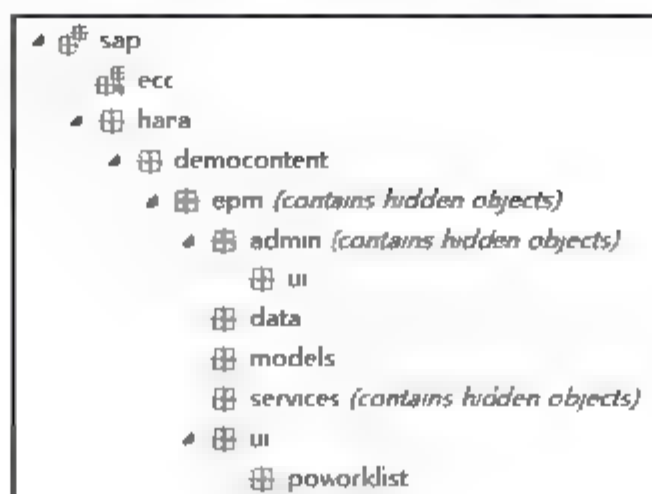 sap
ecc
hana
democontent
epm (contains hidden objects)
admin (contains hidden objects)
ui
data
models
services (contains hidden objects)
ui
poworklist